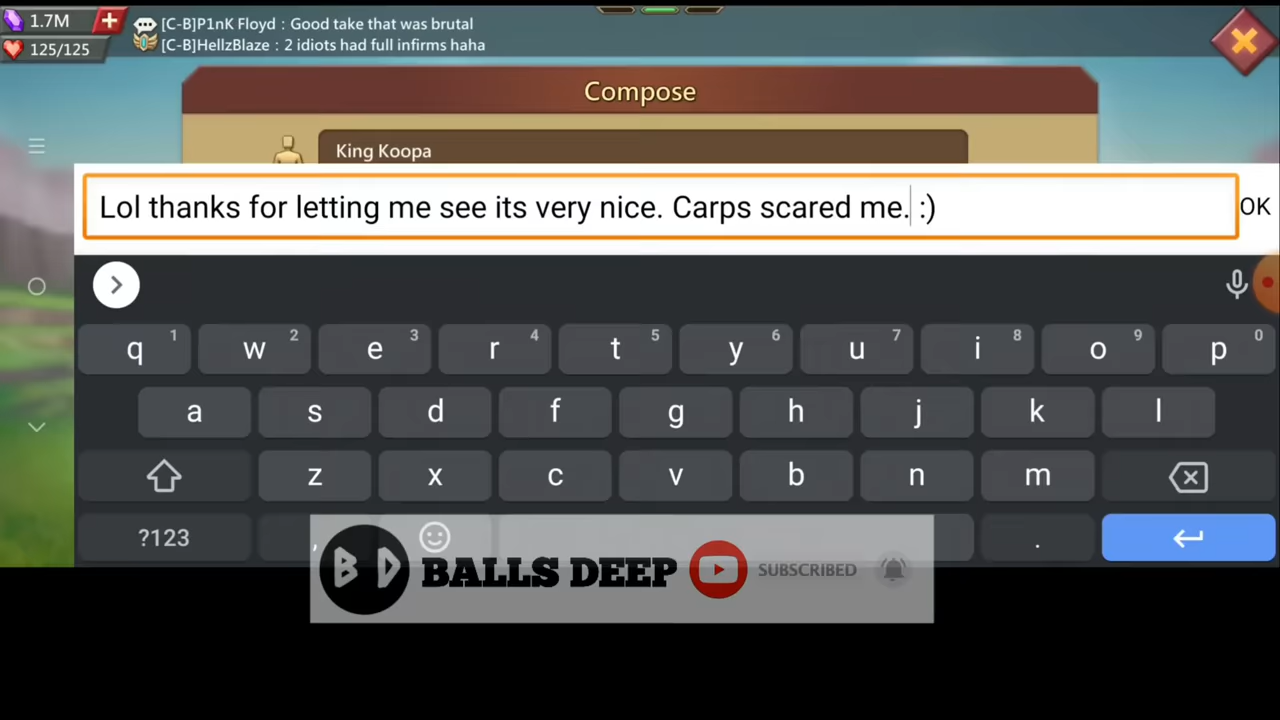 1.7M
125/125
[C-B]P1nK Floyd : Good take that was brutal
[C-B]HellzBlaze : 2 idiots had full infirms haha
Compose
King Koopa
Lol thanks for letting me see its very nice. Carps scared me. :)
OK
q 1 w 2 e 3 r 4 t 5 y 6 u 7 i 8 o 9 p 0
a s d f g h j k l
z x c v b n m
?123 , .
BD BALLS DEEP SUBSCRIBED